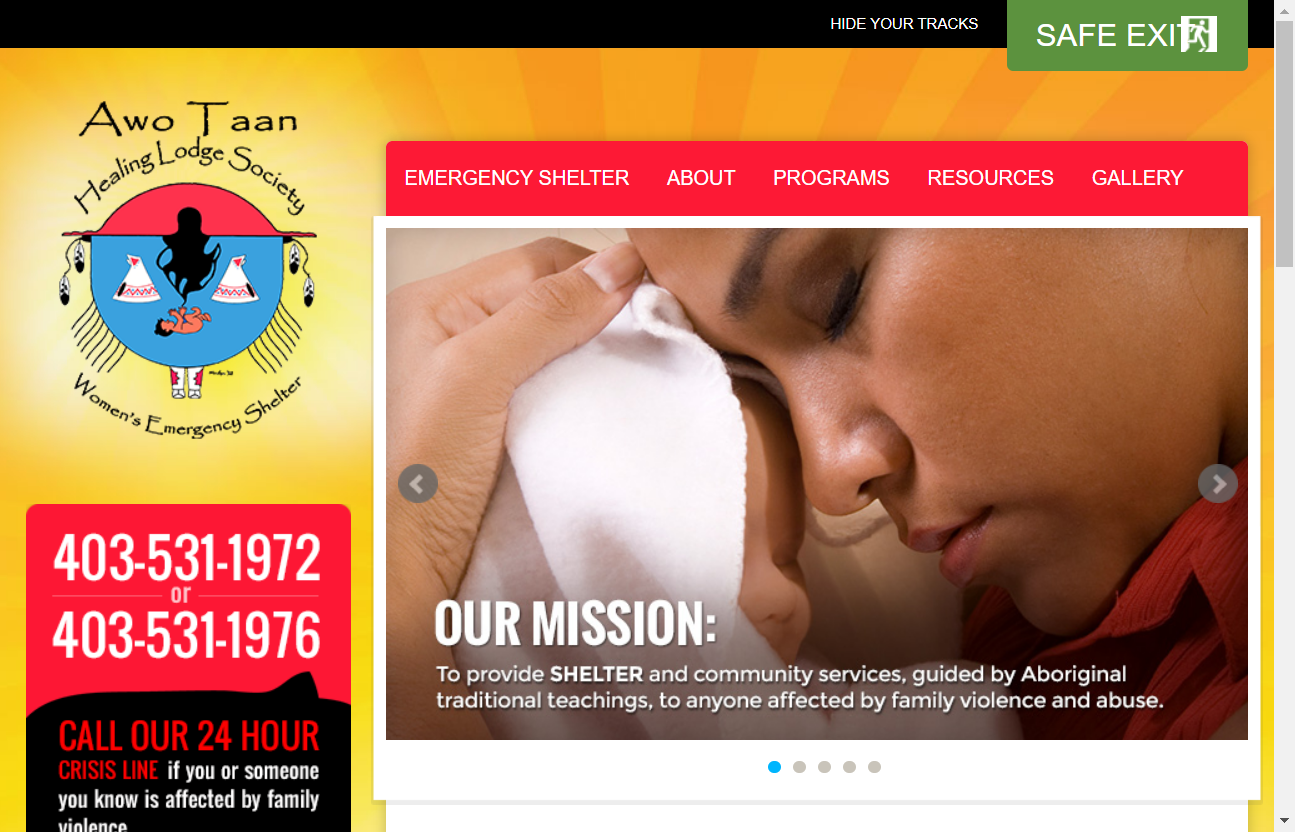 HIDE YOUR TRACKS
SAFE EXIT
Awo Taan
Healing Lodge Society
Women's Emergency Shelter
EMERGENCY SHELTER
ABOUT
PROGRAMS
RESOURCES
GALLERY
OUR MISSION:
To provide SHELTER and community services, guided by Aboriginal
traditional teachings, to anyone affected by family violence and abuse.
403-531-1972
or
403-531-1976
CALL OUR 24 HOUR
CRISIS LINE if you or someone
you know is affected by family
violence